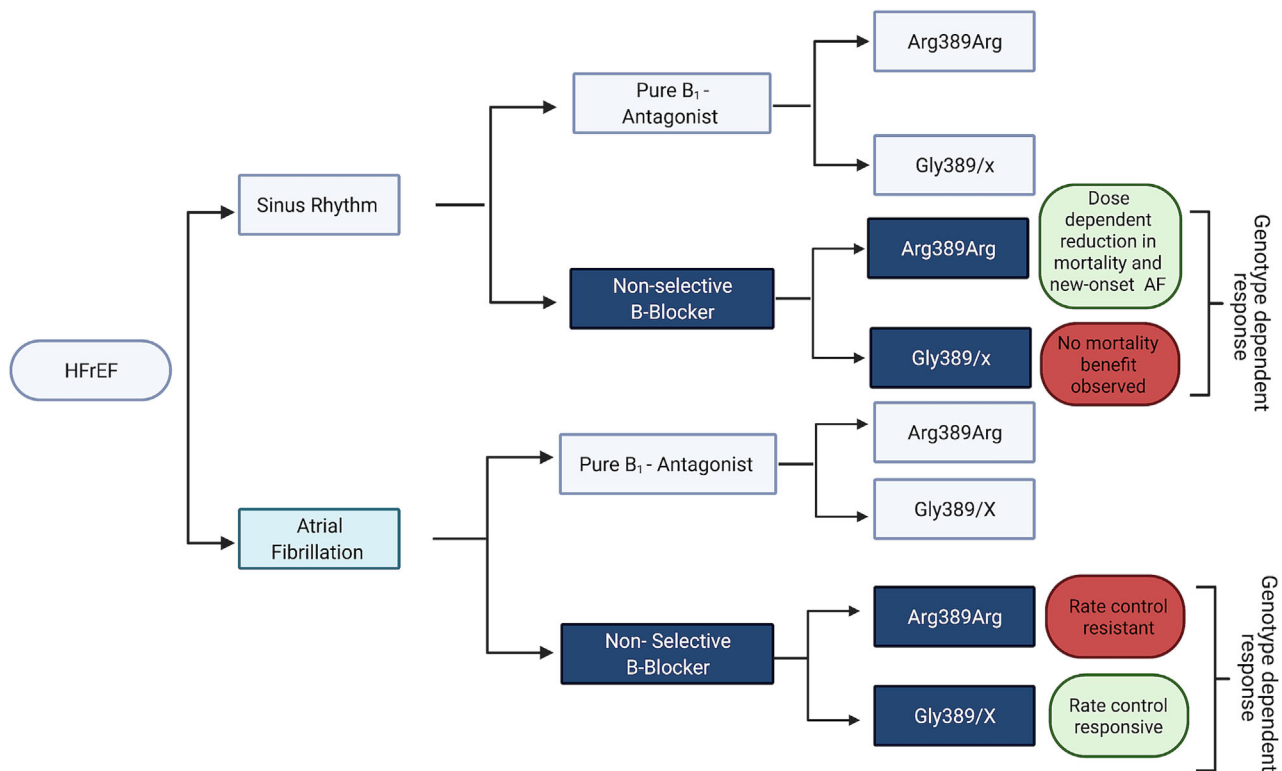 HFrEF
Sinus Rhythm
Pure B₁ -
Antagonist
Arg389Arg
Gly389/x
Non-selective
B-Blocker
Arg389Arg
Dose
dependent
reduction in
mortality and
new-onset AF
Gly389/x
No mortality
benefit
observed
Genotype dependent
response
Atrial
Fibrillation
Pure B₁ - Antagonist
Arg389Arg
Gly389/X
Non- Selective
B-Blocker
Arg389Arg
Rate control
resistant
Gly389/X
Rate control
responsive
Genotype dependent
response